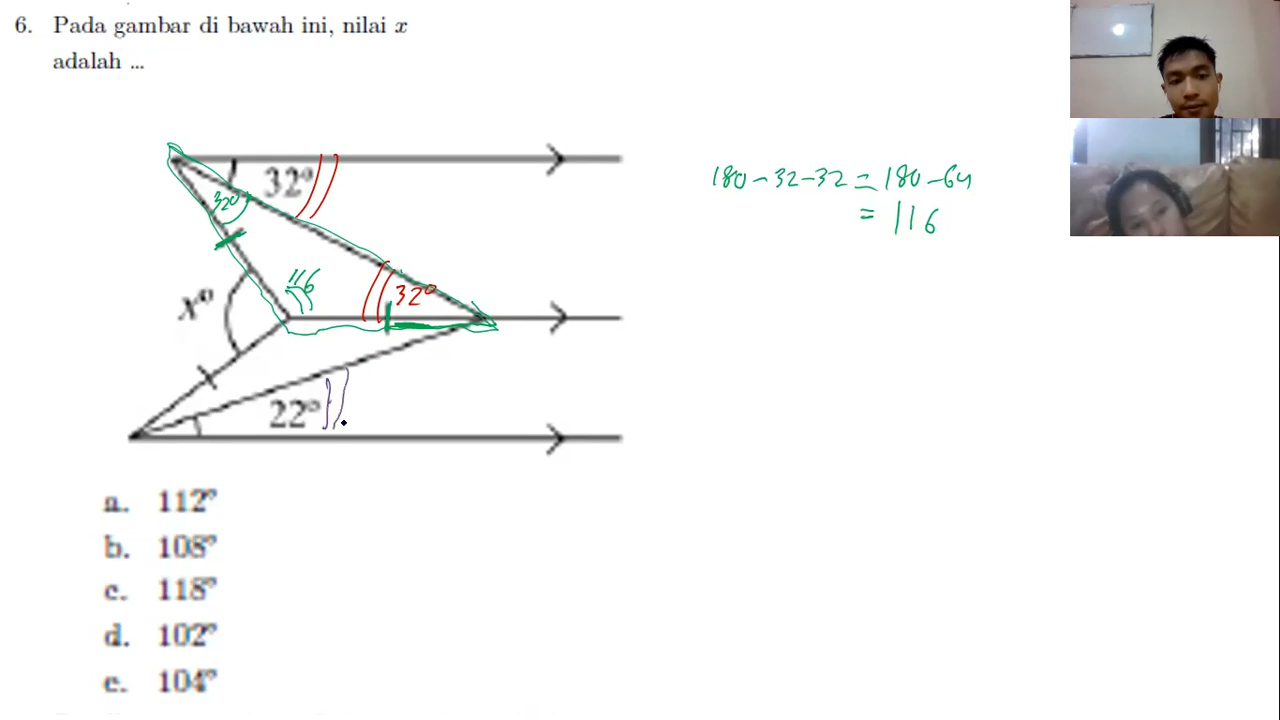 6. Pada gambar di bawah ini, nilai x
adalah ...
32°
32°
180-32-32 = 180-64
= 116
x°
116
32°
22°
a. 112°
b. 108°
c. 118°
d. 102°
e. 104°